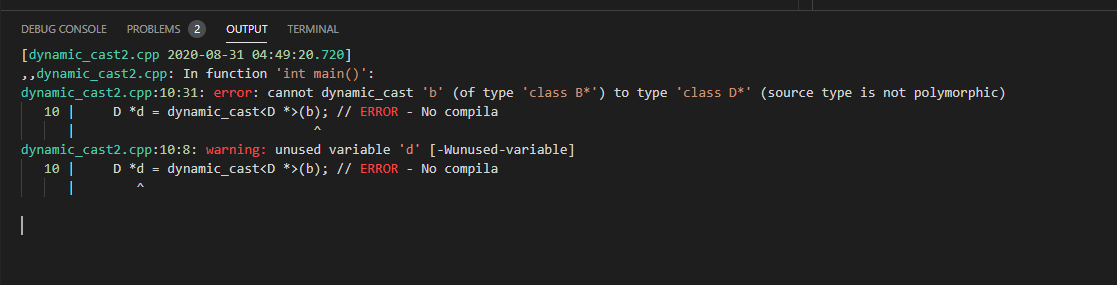 DEBUG CONSOLE PROBLEMS 2 OUTPUT TERMINAL
[dynamic_cast2.cpp 2020-08-31 04:49:20.720]
,,dynamic_cast2.cpp: In function 'int main()':
dynamic_cast2.cpp:10:31: error: cannot dynamic_cast 'b' (of type 'class B*') to type 'class D*' (source type is not polymorphic)
   10 |     D *d = dynamic_cast<D *>(b); // ERROR - No compila
      |                               ^
dynamic_cast2.cpp:10:8: warning: unused variable 'd' [-Wunused-variable]
   10 |     D *d = dynamic_cast<D *>(b); // ERROR - No compila
      |        ^